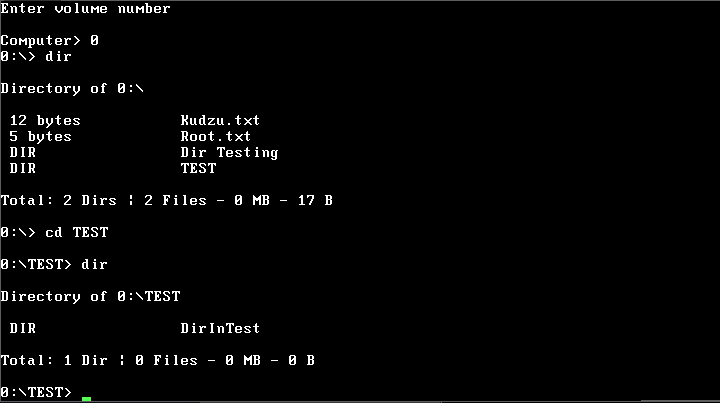 Enter volume number
Computer> 0
0:\> dir
Directory of 0:\
12 bytes Kudzu.txt
5 bytes Root.txt
DIR Dir Testing
DIR TEST
Total: 2 Dirs ¦ 2 Files - 0 MB - 17 B
0:\> cd TEST
0:\TEST> dir
Directory of 0:\TEST
DIR DirInTest
Total: 1 Dir ¦ 0 Files - 0 MB - 0 B
0:\TEST>